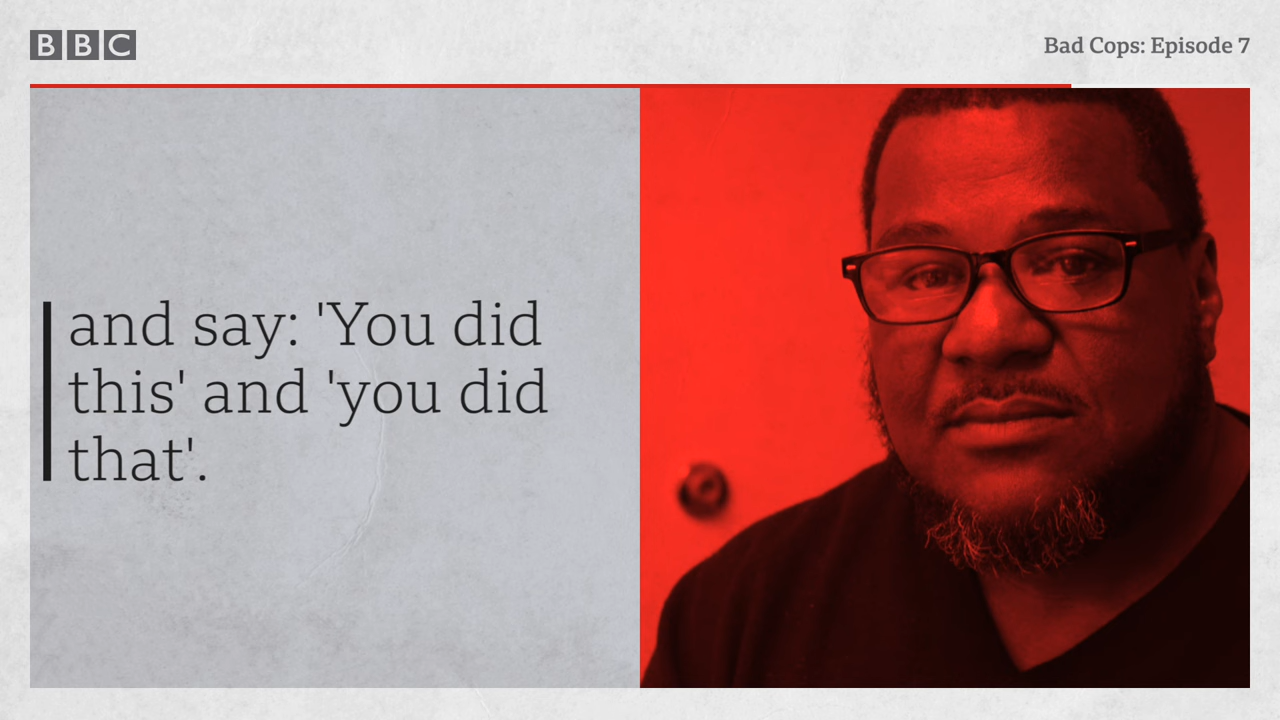 BBC
Bad Cops: Episode 7
and say: 'You did
this' and 'you did
that'.